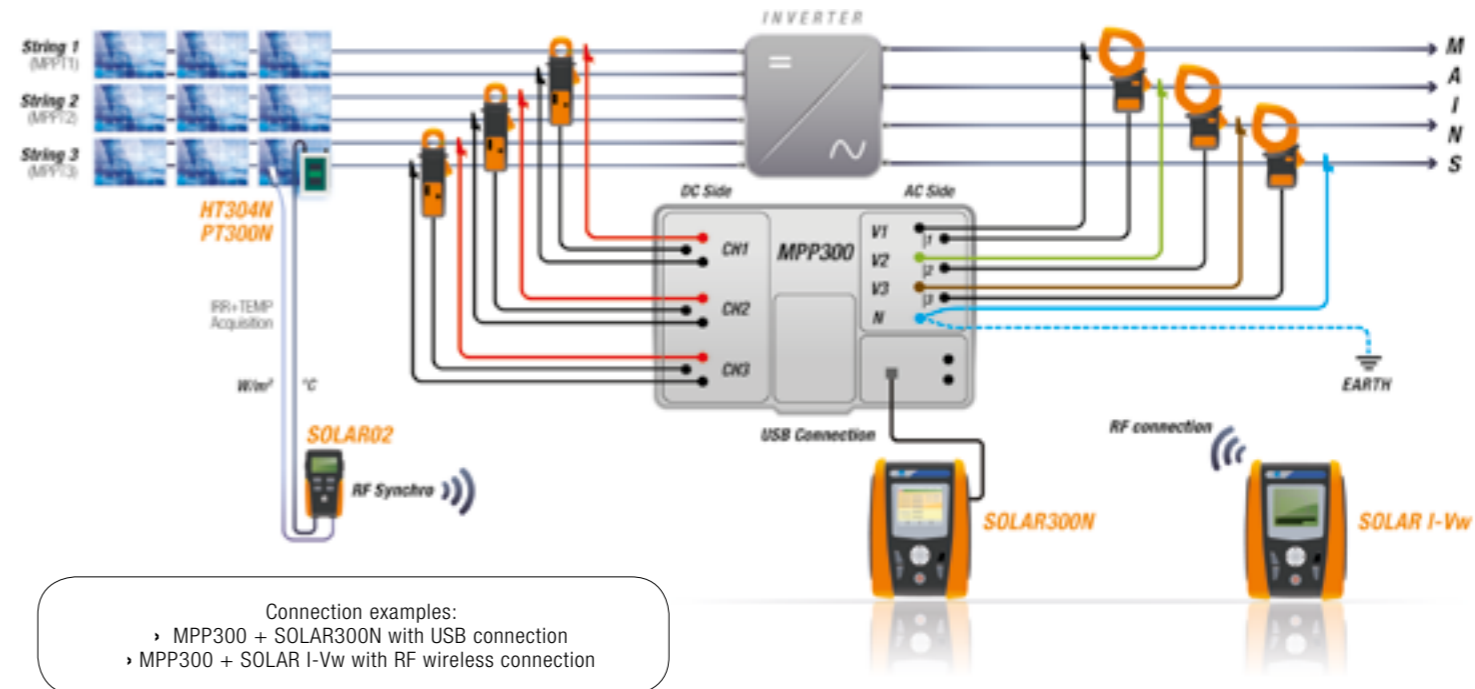 INVERTER
String 1
(MPPT1)
String 2
(MPPT2)
String 3
(MPPT3)
M
A
I
N
S
HT304N
PT300N
DC Side
AC Side
MPP300
CH1
CH2
CH3
V1
I1
V2
I2
V3
I3
N
IRR+TEMP
Acquisition
W/m²
°C
EARTH
SOLAR02
RF Synchro
USB Connection
RF connection
SOLAR300N
SOLAR I-Vw
Connection examples:
› MPP300 + SOLAR300N with USB connection
› MPP300 + SOLAR I-Vw with RF wireless connection